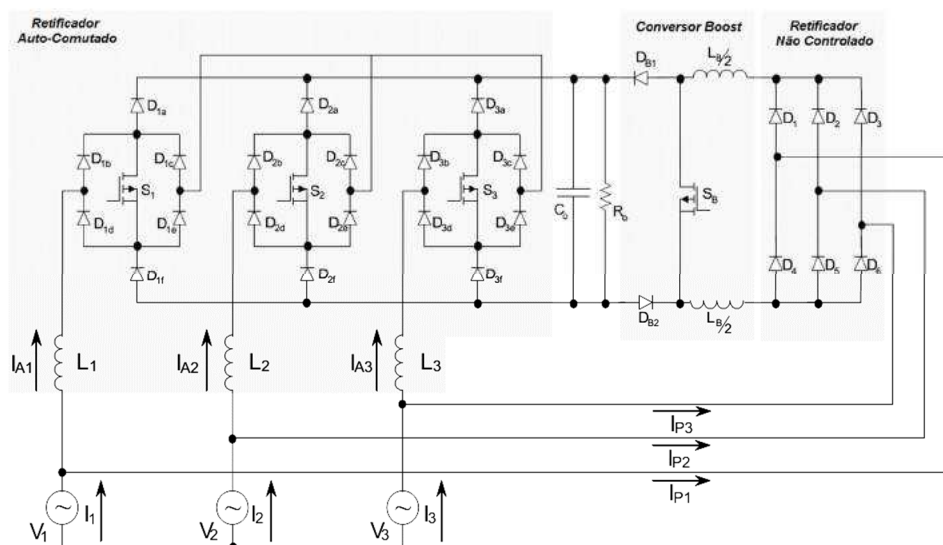 Retificador
Auto-Comutado
Conversor Boost
Retificador
Não Controlado
D1a
D2a
D3a
DB1
LB/2
D1
D2
D3
D1b
D1c
D2b
D2c
D3b
D3c
S1
S2
S3
Co
Ro
SB
D1d
D1e
D2d
D2e
D3d
D3e
D1f
D2f
D3f
D4
D5
D6
DB2
LB/2
IA1
L1
IA2
L2
IA3
L3
IP3
IP2
IP1
V1
I1
V2
I2
V3
I3